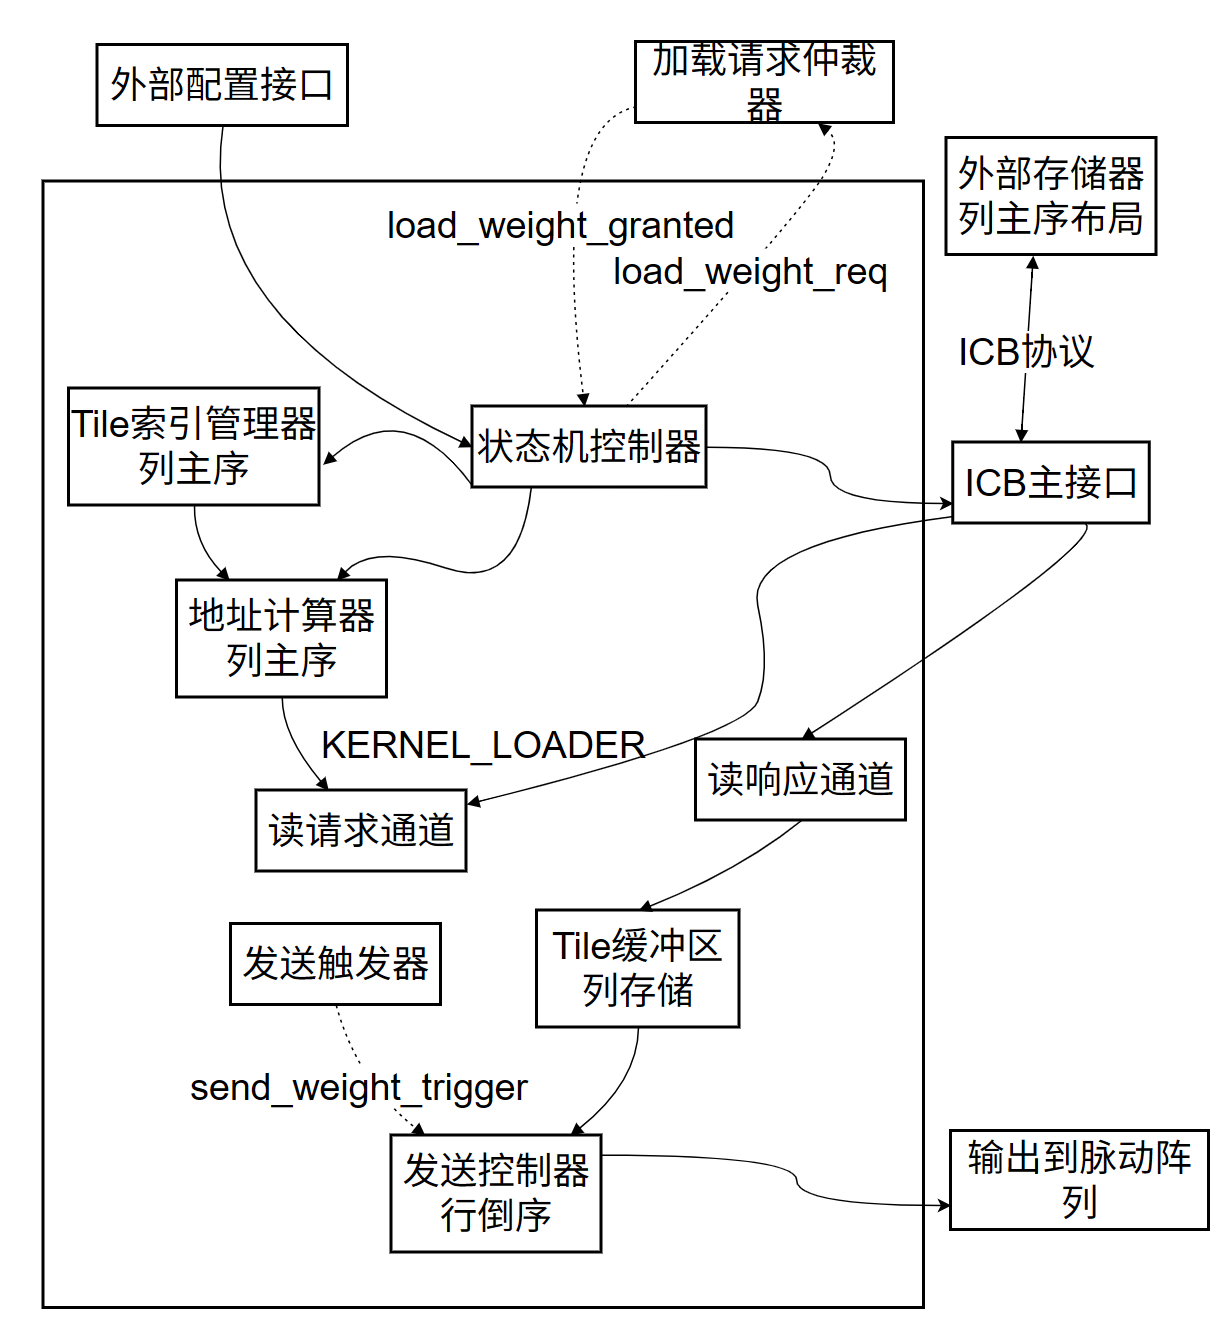 外部配置接口
加载请求仲裁
器
外部存储器
列主序布局
load_weight_granted
load_weight_req
ICB协议
Tile索引管理器
列主序
状态机控制器
ICB主接口
地址计算器
列主序
KERNEL_LOADER
读响应通道
读请求通道
发送触发器
Tile缓冲区
列存储
send_weight_trigger
发送控制器
行倒序
输出到脉动阵
列